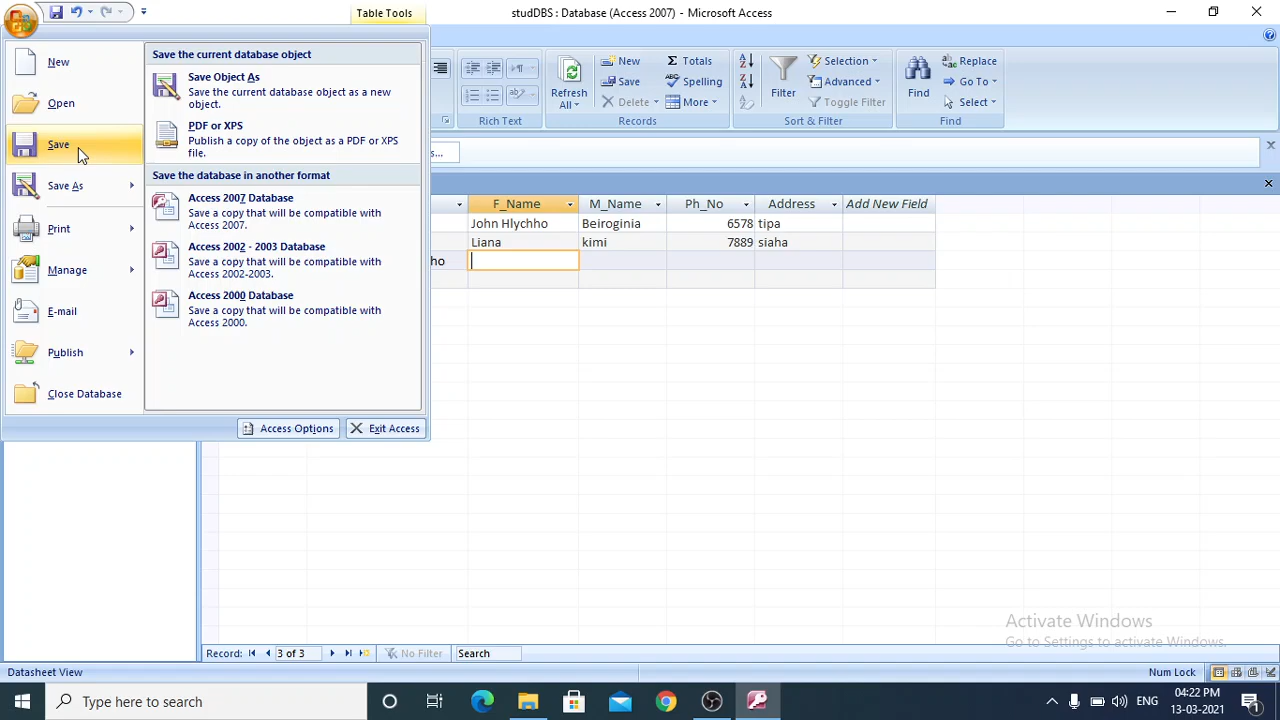 Table Tools
studDBS : Database (Access 2007) - Microsoft Access
New
Open
Save
Save As
Print
Manage
E-mail
Publish
Close Database
Save the current database object
Save Object As
Save the current database object as a new
object.
PDF or XPS
Publish a copy of the object as a PDF or XPS
file.
Save the database in another format
Access 2007 Database
Save a copy that will be compatible with
Access 2007.
Access 2002 - 2003 Database
Save a copy that will be compatible with
Access 2002-2003.
Access 2000 Database
Save a copy that will be compatible with
Access 2000.
Access Options
Exit Access
Rich Text
Refresh
All
New
Save
Delete
Totals
Spelling
More
Records
Filter
Selection
Advanced
Toggle Filter
Sort & Filter
Find
Replace
Go To
Select
Find
s...
F_Name M_Name Ph_No Address Add New Field
John Hlychho Beiroginia 6578 tipa
Liana kimi 7889 siaha
ho
Activate Windows
Go to Settings to activate Windows.
Record: 3 of 3 No Filter Search
Datasheet View
Num Lock
Type here to search
ENG
04:22 PM
13-03-2021
1